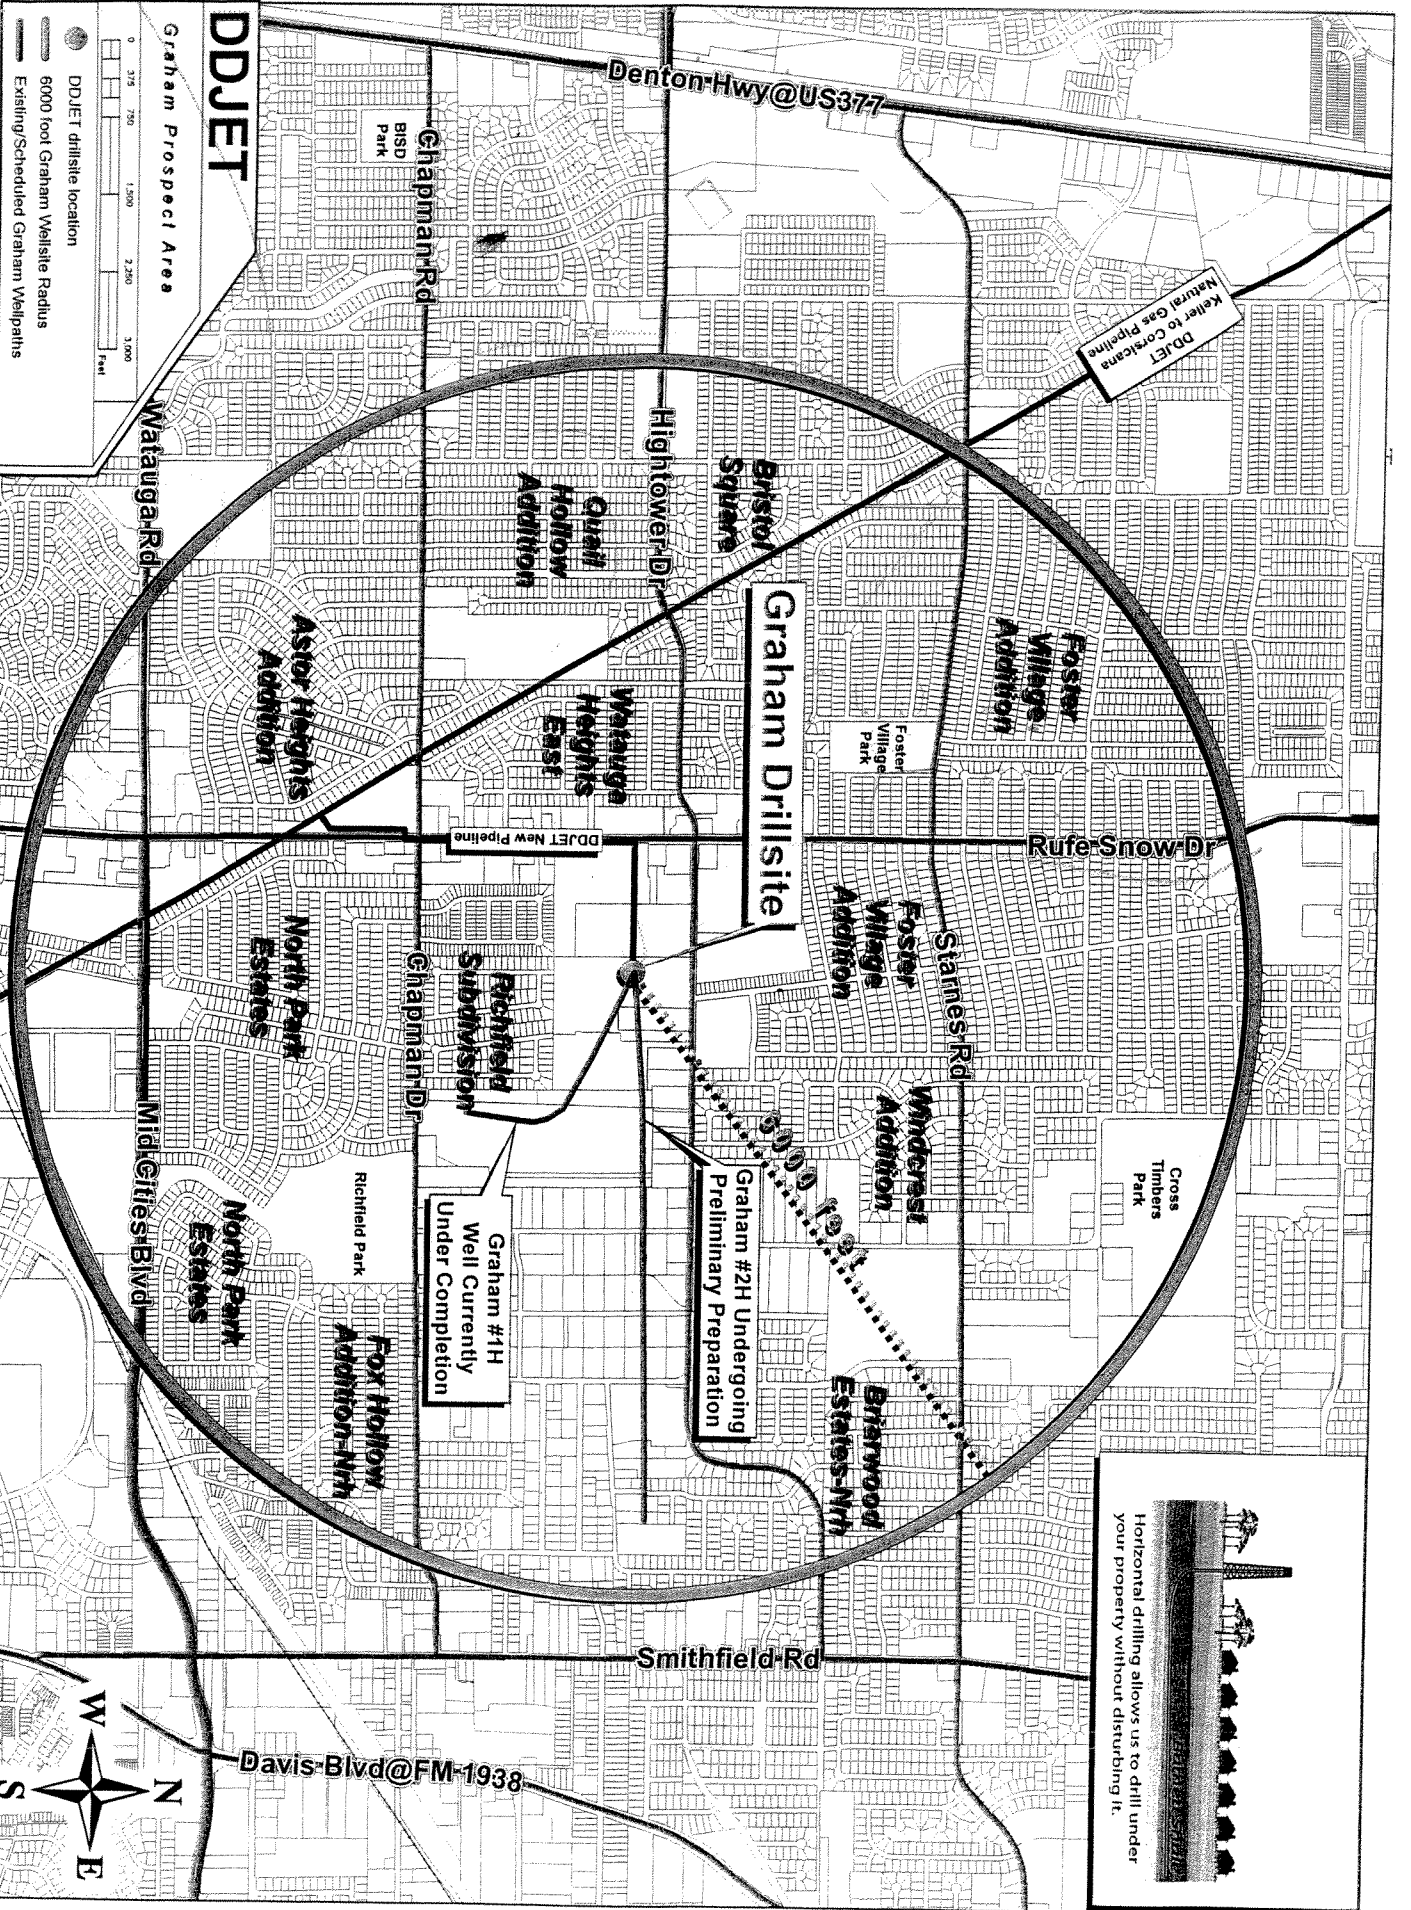 DDJET
Graham Prospect Area
0 375 750 1,500 2,250 3,000
Feet
DDJET drillsite location
6000 foot Graham Wellsite Radius
Existing/Scheduled Graham Wellpaths
Denton Hwy@US377
DDJET
Keller to Corsicana
Natural Gas Pipeline
BISD
Park
Chapman Rd
Hightower Dr
Watauga Rd
Bristol
Square
Quail
Hollow
Addition
Foster
Village
Addition
Astor Heights
Addition
Watauga
Heights
East
Foster
Village
Park
Graham Drillsite
DDJET New Pipeline
Rufe Snow Dr
Foster
Village
Addition
Starnes Rd
North Park
Estates
Chapman Dr
Richfield
Subdivision
Windcrest
Addition
Cross
Timbers
Park
6000 feet
Mid Cities Blvd
Richfield Park
North Park
Estates
Graham #2H Undergoing
Preliminary Preparation
Graham #1H
Well Currently
Under Completion
Fox Hollow
Addition-Nrh
Briarwood
Estates-Nrh
Smithfield Rd
Davis Blvd@FM 1938
Horizontal drilling allows us to drill under
your property without disturbing it.
N
W
E
S